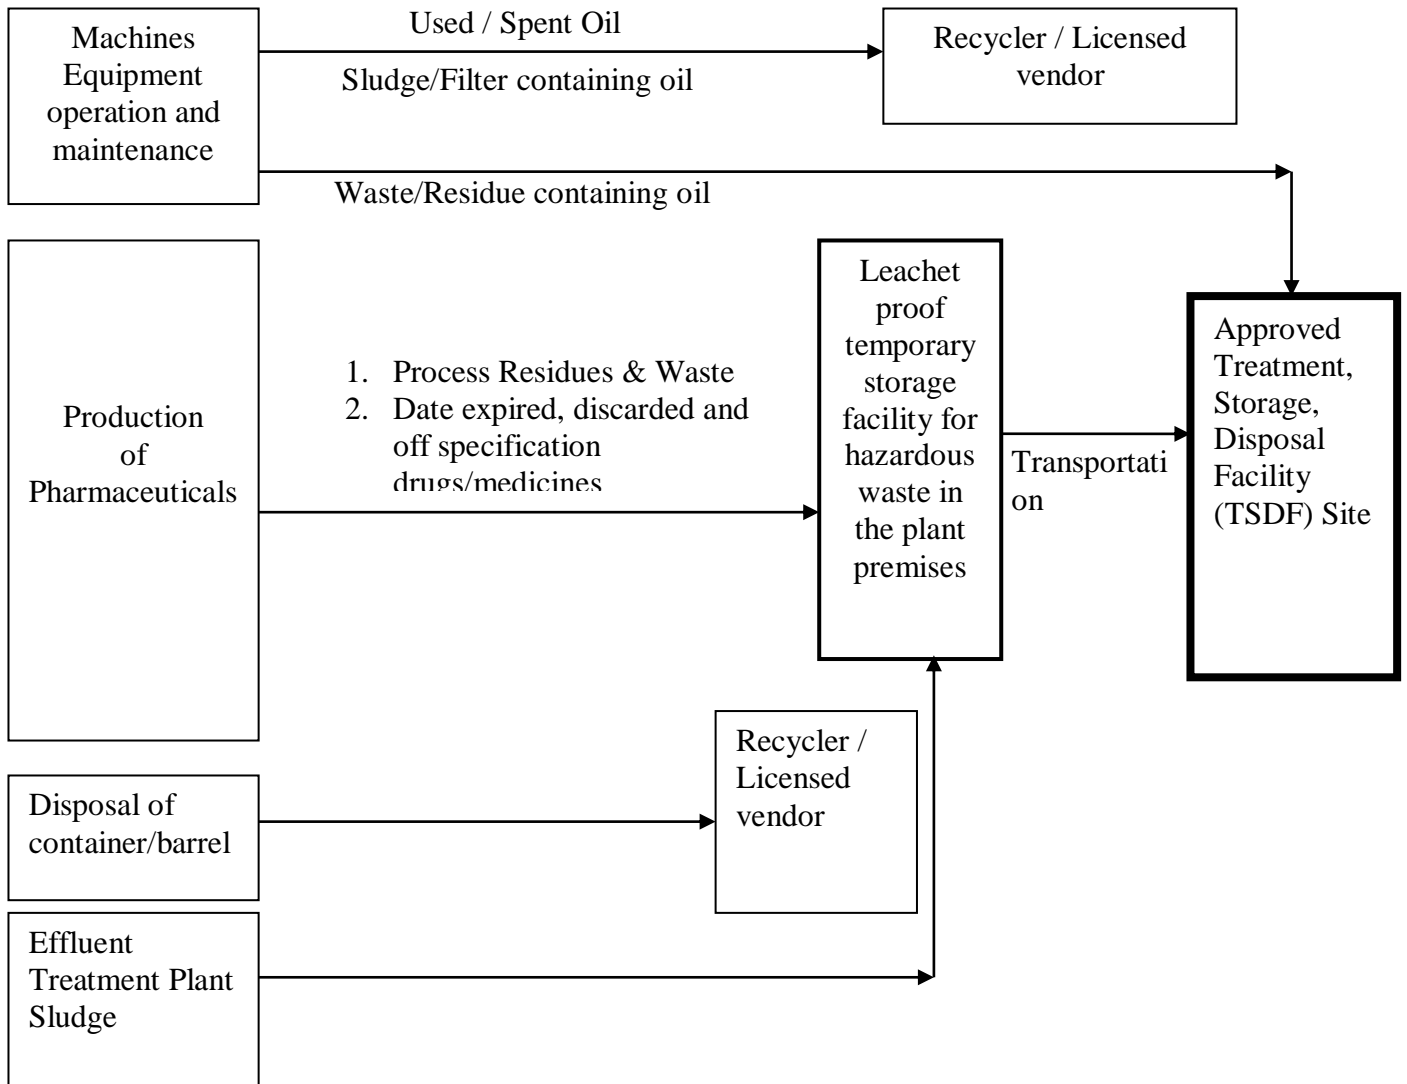 Machines
Equipment
operation and
maintenance
Used / Spent Oil
Sludge/Filter containing oil
Recycler / Licensed
vendor
Waste/Residue containing oil
Production
of
Pharmaceuticals
1. Process Residues & Waste
2. Date expired, discarded and
off specification
drugs/medicines
Leachet
proof
temporary
storage
facility for
hazardous
waste in
the plant
premises
Transportati
on
Approved
Treatment,
Storage,
Disposal
Facility
(TSDF) Site
Disposal of
container/barrel
Recycler /
Licensed
vendor
Effluent
Treatment Plant
Sludge